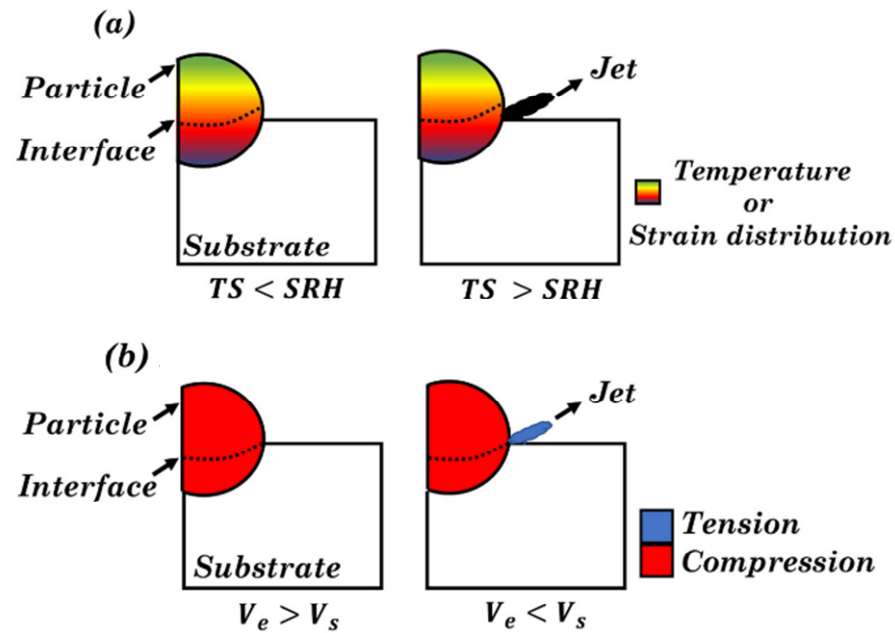 (a)
Particle
Interface
Substrate
TS < SRH
Jet
TS > SRH
Temperature
or
Strain distribution
(b)
Particle
Interface
Substrate
Vₑ > Vₛ
Jet
Vₑ < Vₛ
Tension
Compression